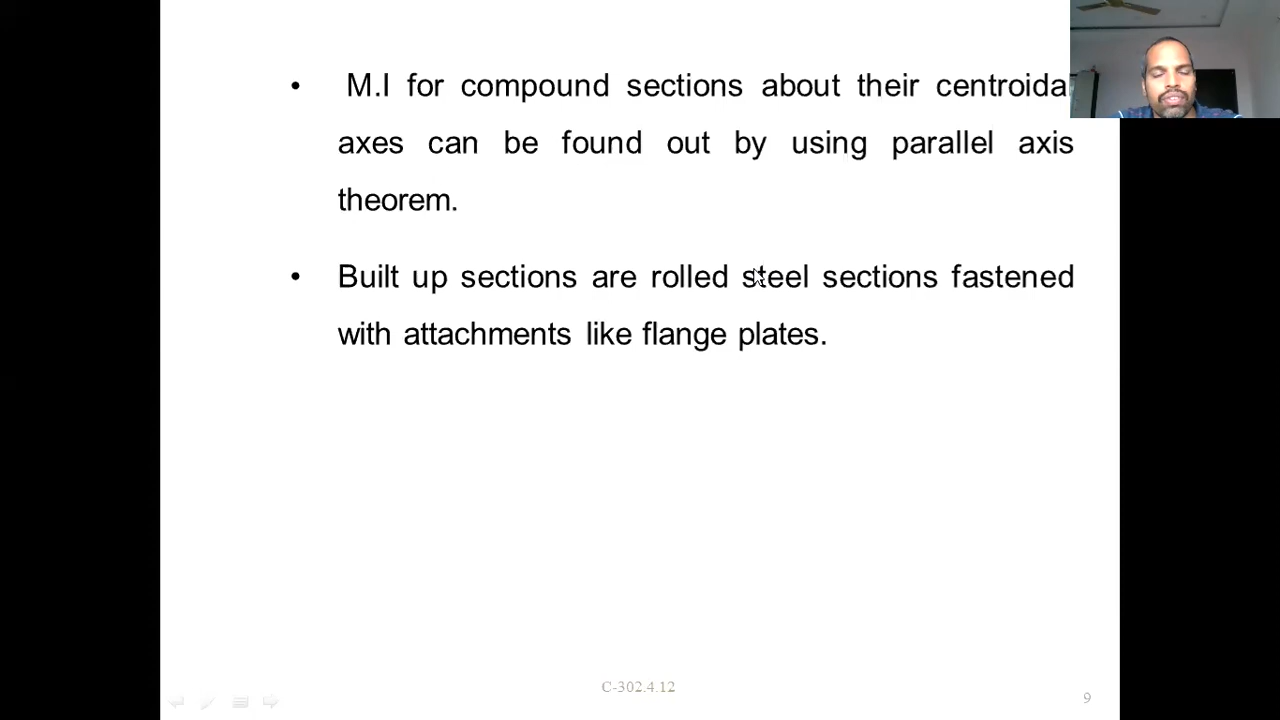 • M.I for compound sections about their centroida
axes can be found out by using parallel axis
theorem.
• Built up sections are rolled steel sections fastened
with attachments like flange plates.
C-302.4.12
9